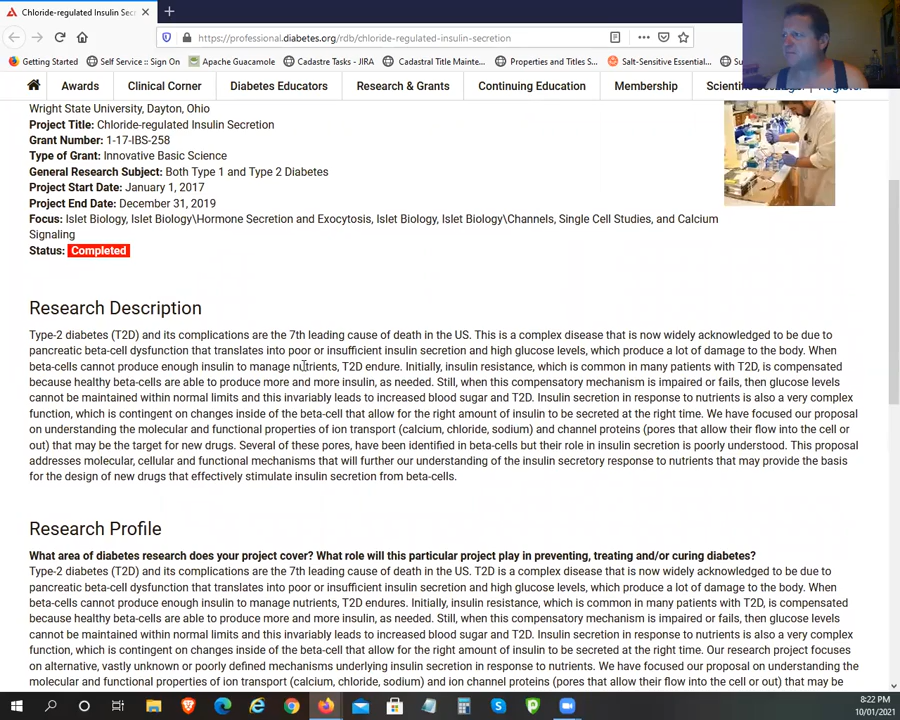 Chloride-regulated Insulin Sec
https://professional.diabetes.org/rdb/chloride-regulated-insulin-secretion
Getting Started
Self Service :: Sign On
Apache Guacamole
Cadastre Tasks - JIRA
Cadastral Title Mainte...
Properties and Titles S...
Salt-Sensitive Essential...
Awards
Clinical Corner
Diabetes Educators
Research & Grants
Continuing Education
Membership
Wright State University, Dayton, Ohio
Project Title: Chloride-regulated Insulin Secretion
Grant Number: 1-17-IBS-258
Type of Grant: Innovative Basic Science
General Research Subject: Both Type 1 and Type 2 Diabetes
Project Start Date: January 1, 2017
Project End Date: December 31, 2019
Focus: Islet Biology, Islet Biology\Hormone Secretion and Exocytosis, Islet Biology, Islet Biology\Channels, Single Cell Studies, and Calcium
Signaling
Status: Completed
Research Description
Type-2 diabetes (T2D) and its complications are the 7th leading cause of death in the US. This is a complex disease that is now widely acknowledged to be due to
pancreatic beta-cell dysfunction that translates into poor or insufficient insulin secretion and high glucose levels, which produce a lot of damage to the body. When
beta-cells cannot produce enough insulin to manage nutrients, T2D endure. Initially, insulin resistance, which is common in many patients with T2D, is compensated
because healthy beta-cells are able to produce more and more insulin, as needed. Still, when this compensatory mechanism is impaired or fails, then glucose levels
cannot be maintained within normal limits and this invariably leads to increased blood sugar and T2D. Insulin secretion in response to nutrients is also a very complex
function, which is contingent on changes inside of the beta-cell that allow for the right amount of insulin to be secreted at the right time. We have focused our proposal
on understanding the molecular and functional properties of ion transport (calcium, chloride, sodium) and channel proteins (pores that allow their flow into the cell or
out) that may be the target for new drugs. Several of these pores, have been identified in beta-cells but their role in insulin secretion is poorly understood. This proposal
addresses molecular, cellular and functional mechanisms that will further our understanding of the insulin secretory response to nutrients that may provide the basis
for the design of new drugs that effectively stimulate insulin secretion from beta-cells.
Research Profile
What area of diabetes research does your project cover? What role will this particular project play in preventing, treating and/or curing diabetes?
Type-2 diabetes (T2D) and its complications are the 7th leading cause of death in the US. T2D is a complex disease that is now widely acknowledged to be due to
pancreatic beta-cell dysfunction that translates into poor or insufficient insulin secretion and high glucose levels, which produce a lot of damage to the body. When
beta-cells cannot produce enough insulin to manage nutrients, T2D endures. Initially, insulin resistance, which is common in many patients with T2D, is compensated
because healthy beta-cells are able to produce more and more insulin, as needed. Still, when this compensatory mechanism is impaired or fails, then glucose levels
cannot be maintained within normal limits and this invariably leads to increased blood sugar and T2D. Insulin secretion in response to nutrients is also a very complex
function, which is contingent on changes inside of the beta-cell that allow for the right amount of insulin to be secreted at the right time. Our research project focuses
on alternative, vastly unknown or poorly defined mechanisms underlying insulin secretion in response to nutrients. We have focused our proposal on understanding the
molecular and functional properties of ion transport (calcium, chloride, sodium) and ion channel proteins (pores that allow their flow into the cell or out) that may be
8:22 PM
10/01/2021